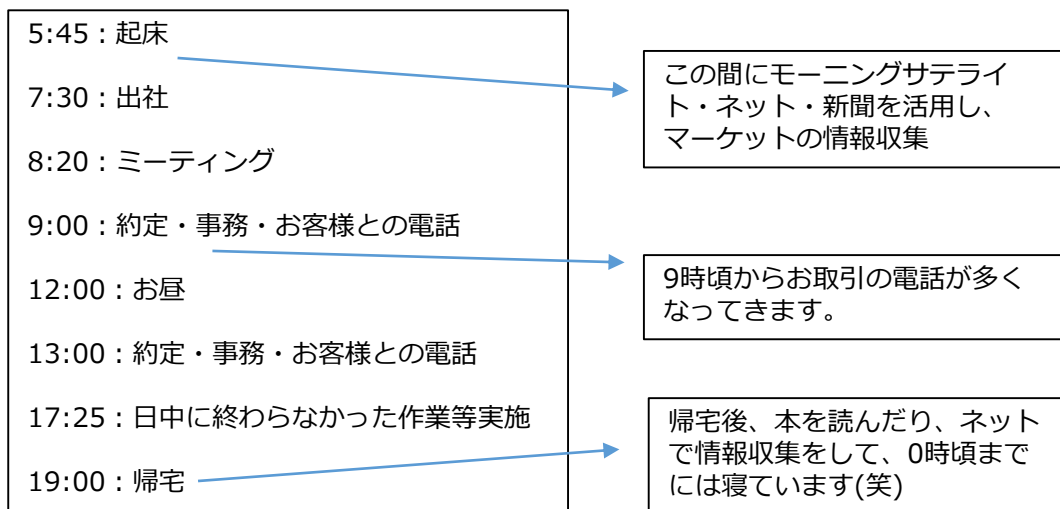 5:45：起床
7:30：出社
8:20：ミーティング
9:00：約定・事務・お客様との電話
12:00：お昼
13:00：約定・事務・お客様との電話
17:25：日中に終わらなかった作業等実施
19:00：帰宅
この間にモーニングサテライ
ト・ネット・新聞を活用し、
マーケットの情報収集
9時頃からお取引の電話が多く
なってきます。
帰宅後、本を読んだり、ネット
で情報収集をして、0時頃まで
には寝ています(笑)